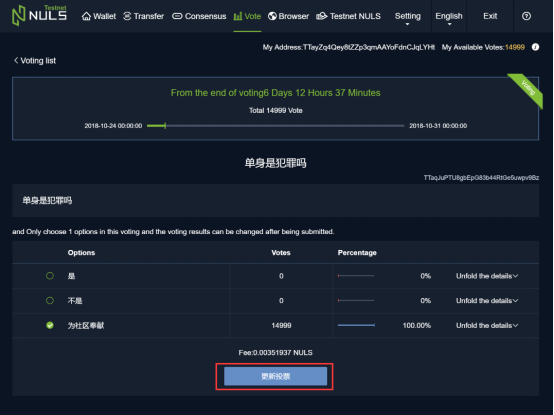 Testnet
NULS Wallet Transfer Consensus Vote Browser Testnet NULS Setting English Exit
My Address:TTayZq4Qey8tZZp3qmAAYoFdnCJqLYHt My Available Votes:14999
Voting list
Voting
From the end of voting6 Days 12 Hours 37 Minutes
Total 14999 Vote
2018-10-24 00:00:00 2018-10-31 00:00:00
单身是犯罪吗
TTaqJuPTU8gbEpG83b44RtGe5uwpv9Bz
单身是犯罪吗
and Only choose 1 options in this voting and the voting results can be changed after being submitted.
Options Votes Percentage
是 0 0% Unfold the details
不是 0 0% Unfold the details
为社区奉献 14999 100.00% Unfold the details
Fee:0.00351937 NULS
更新投票